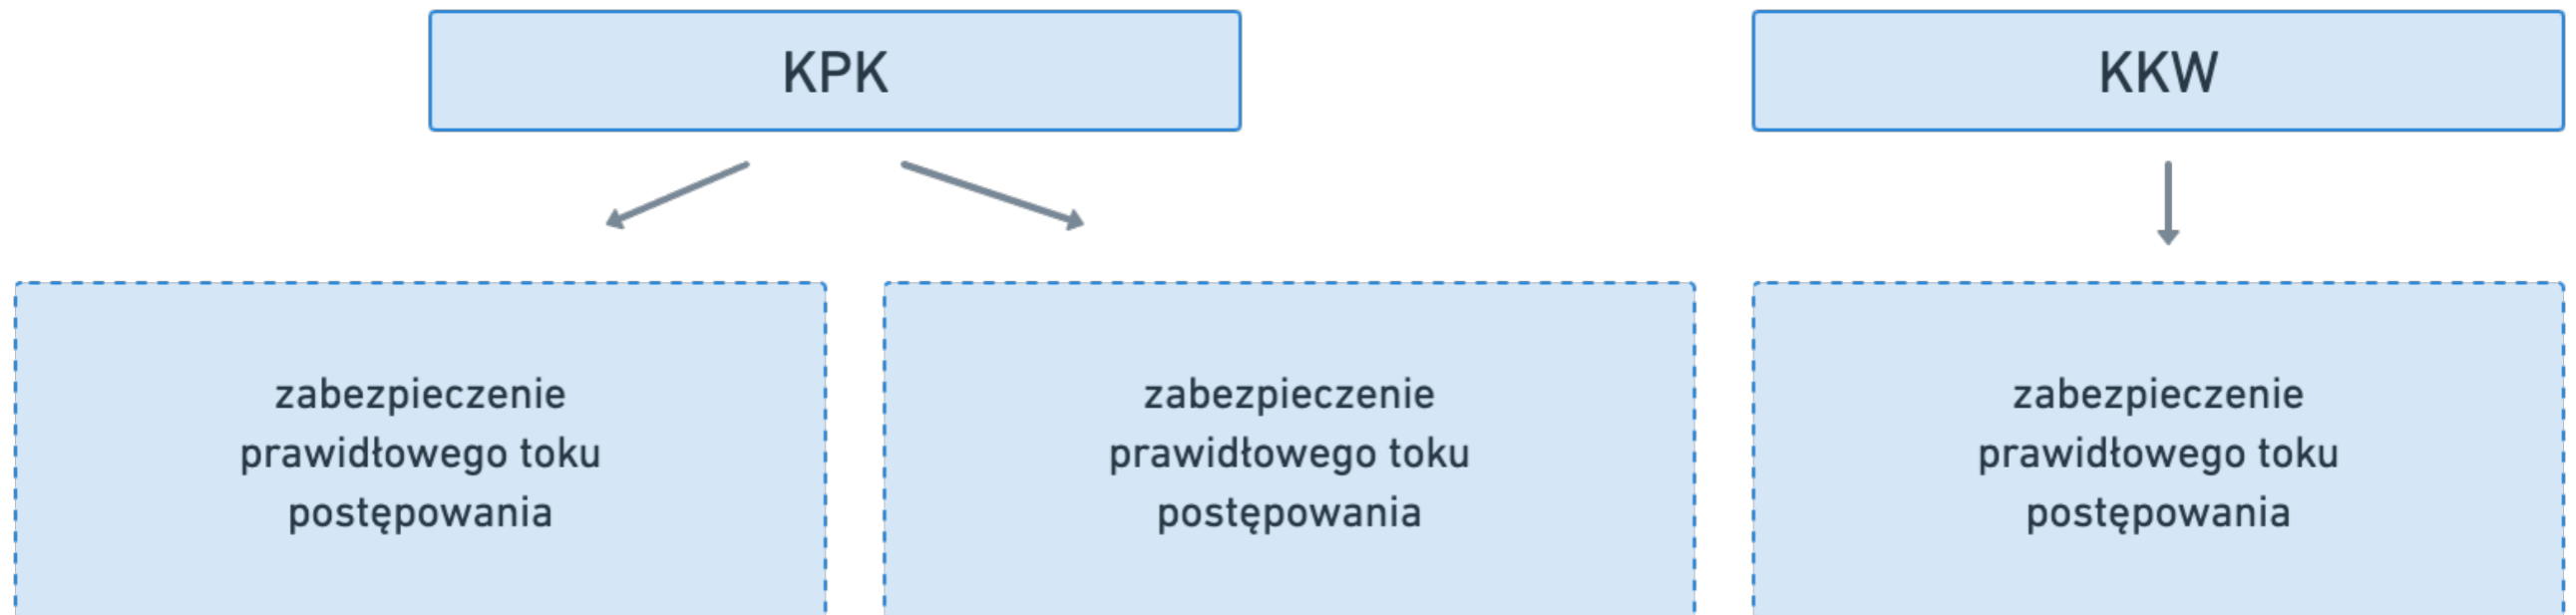 KPK
KKW
zabezpieczenie
prawidłowego toku
postępowania
zabezpieczenie
prawidłowego toku
postępowania
zabezpieczenie
prawidłowego toku
postępowania